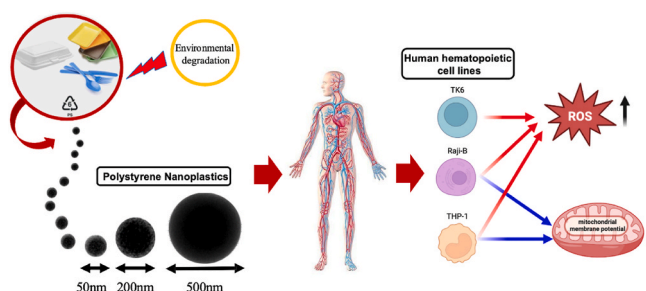 Environmental
degradation
6
PS
Polystyrene Nanoplastics
50nm
200nm
500nm
Human hematopoietic
cell lines
TK6
Raji-B
THP-1
ROS
mitochondrial
membrane potential